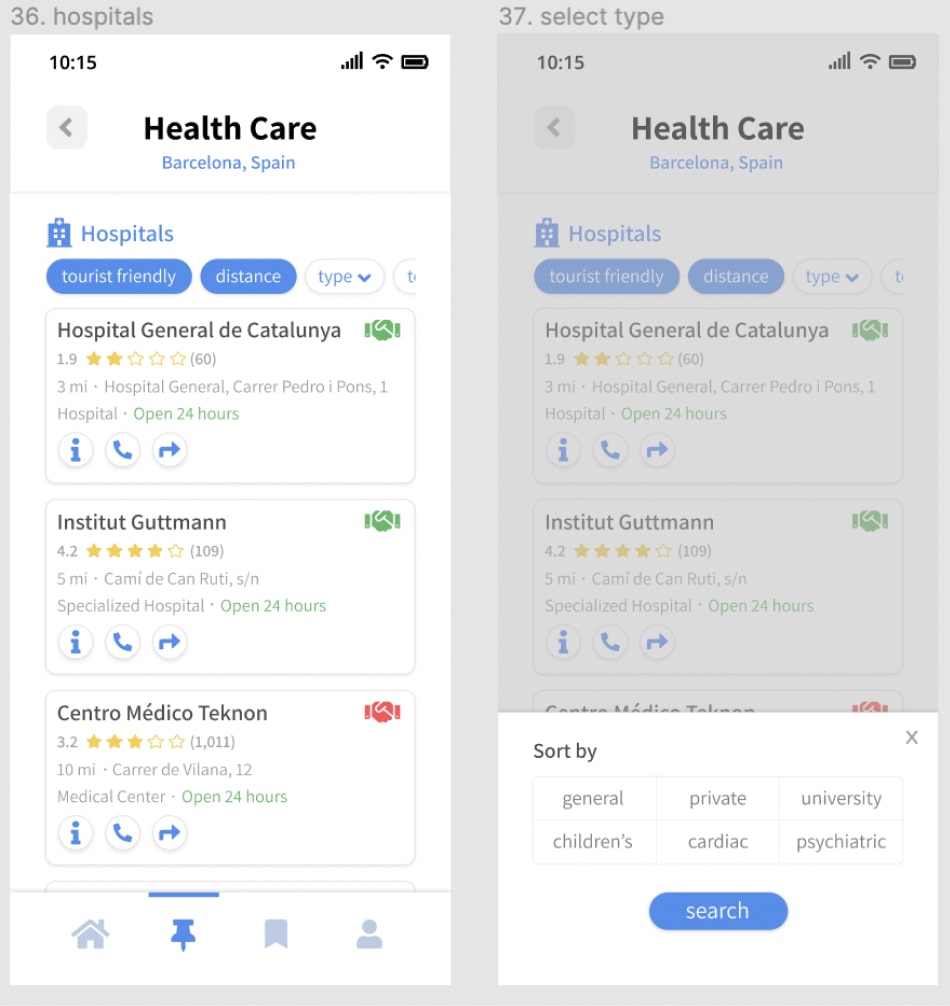 36. hospitals
10:15
Health Care
Barcelona, Spain
Hospitals
tourist friendly distance type
Hospital General de Catalunya
1.9 (60)
3 mi · Hospital General, Carrer Pedro i Pons, 1
Hospital · Open 24 hours
Institut Guttmann
4.2 (109)
5 mi · Camí de Can Ruti, s/n
Specialized Hospital · Open 24 hours
Centro Médico Teknon
3.2 (1,011)
10 mi · Carrer de Vilana, 12
Medical Center · Open 24 hours
37. select type
10:15
Health Care
Barcelona, Spain
Hospitals
tourist friendly distance type
Hospital General de Catalunya
1.9 (60)
3 mi · Hospital General, Carrer Pedro i Pons, 1
Hospital · Open 24 hours
Institut Guttmann
4.2 (109)
5 mi · Camí de Can Ruti, s/n
Specialized Hospital · Open 24 hours
Centro Médico Teknon
X
Sort by
general private university
children's cardiac psychiatric
search